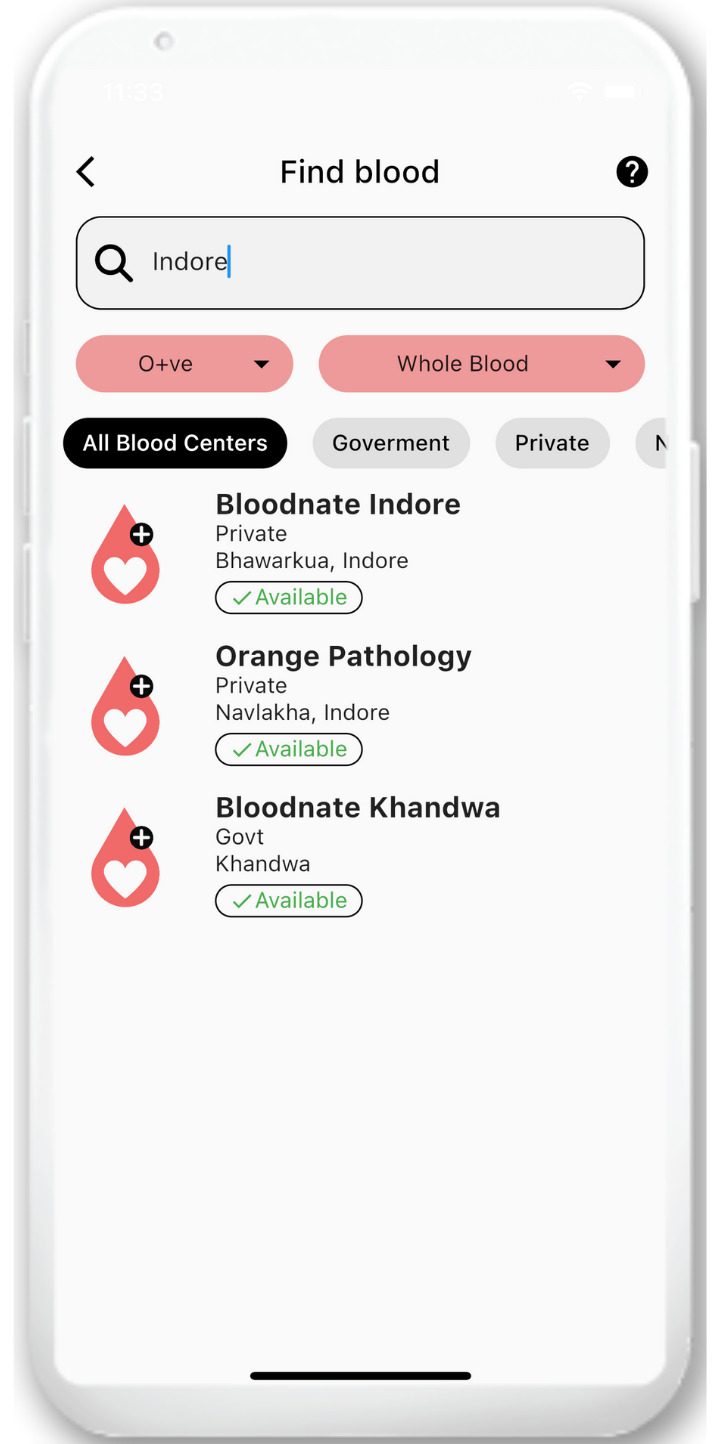 11:33
Find blood
Indore
O+ve
Whole Blood
All Blood Centers
Goverment
Private
N
Bloodnate Indore
Private
Bhawarkua, Indore
Available
Orange Pathology
Private
Navlakha, Indore
Available
Bloodnate Khandwa
Govt
Khandwa
Available